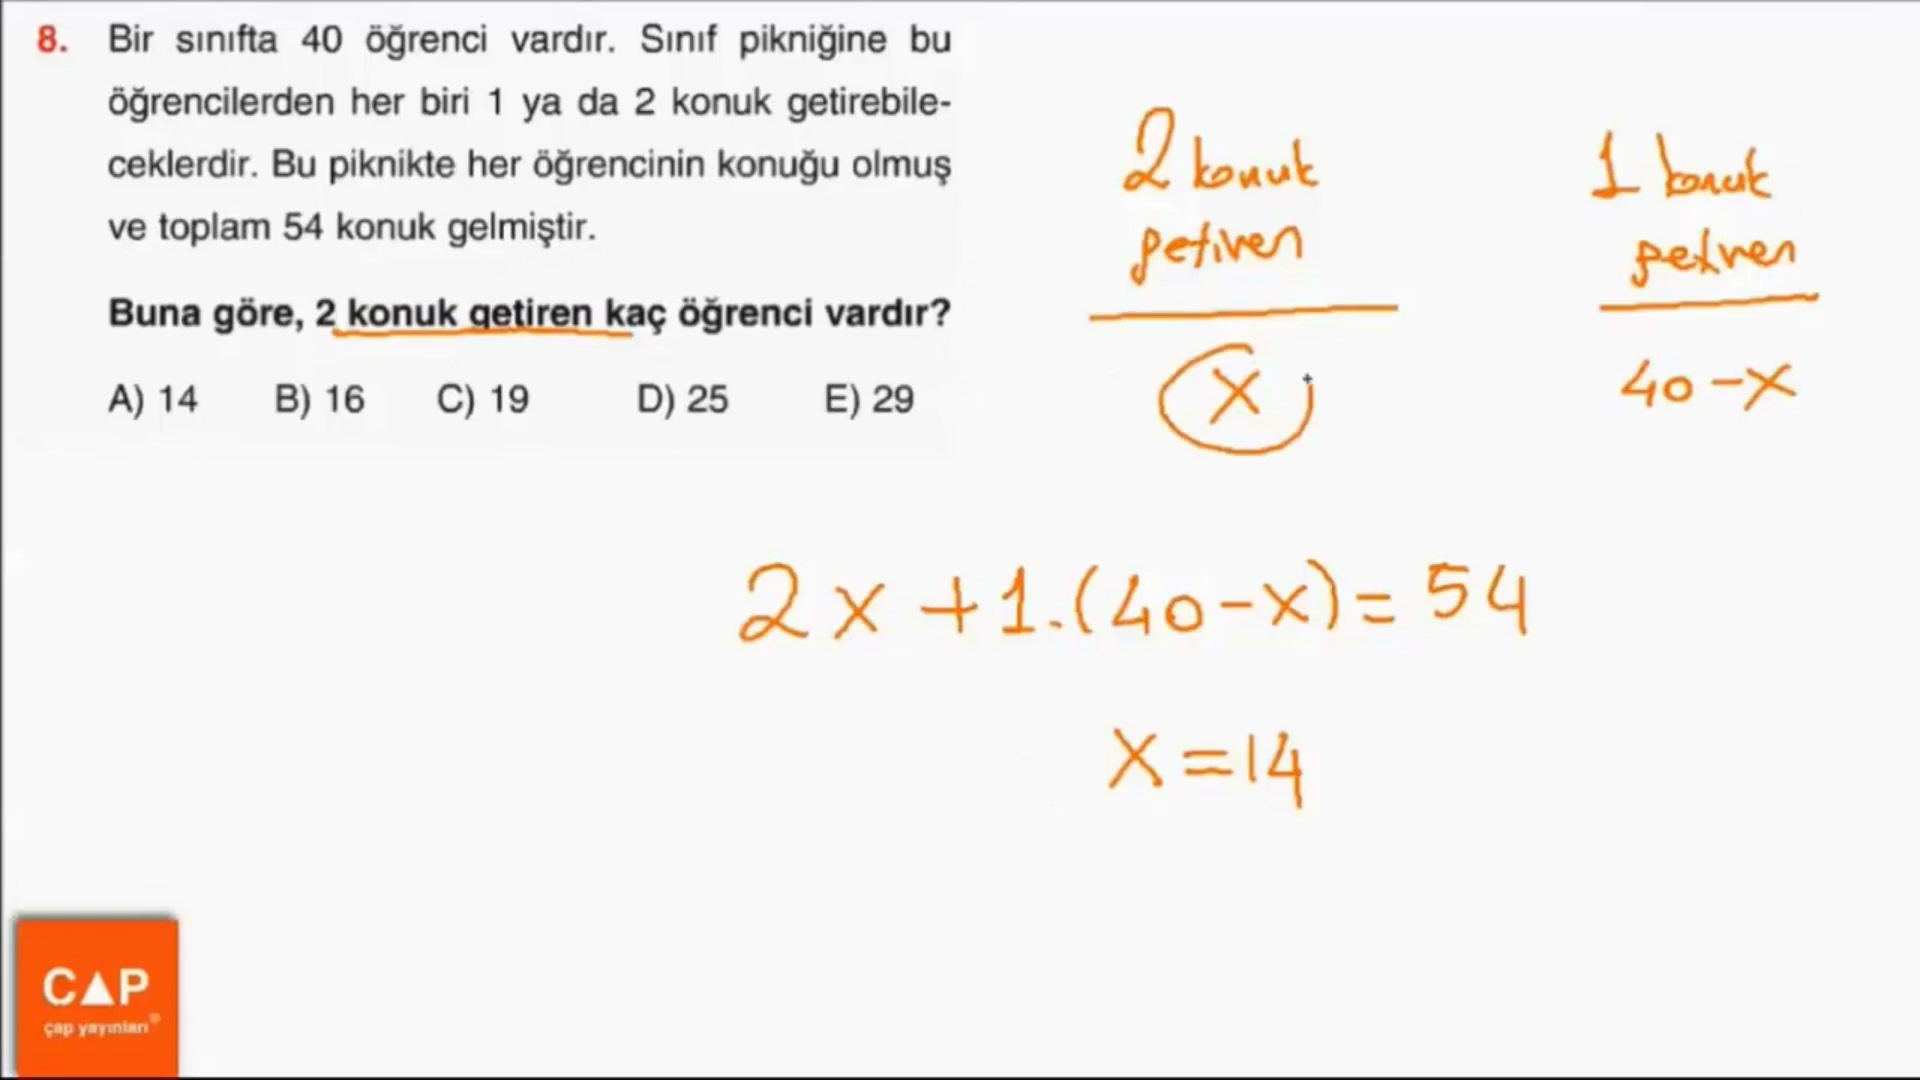 8. Bir sınıfta 40 öğrenci vardır. Sınıf pikniğine bu
öğrencilerden her biri 1 ya da 2 konuk getirebile-
ceklerdir. Bu piknikte her öğrencinin konuğu olmuş
ve toplam 54 konuk gelmiştir.
Buna göre, 2 konuk getiren kaç öğrenci vardır?
A) 14 B) 16 C) 19 D) 25 E) 29
2 konuk
getiren
x
1 konuk
getiren
40-x
2x+1.(40-x)=54
x=14
CAP
çap yayınları®